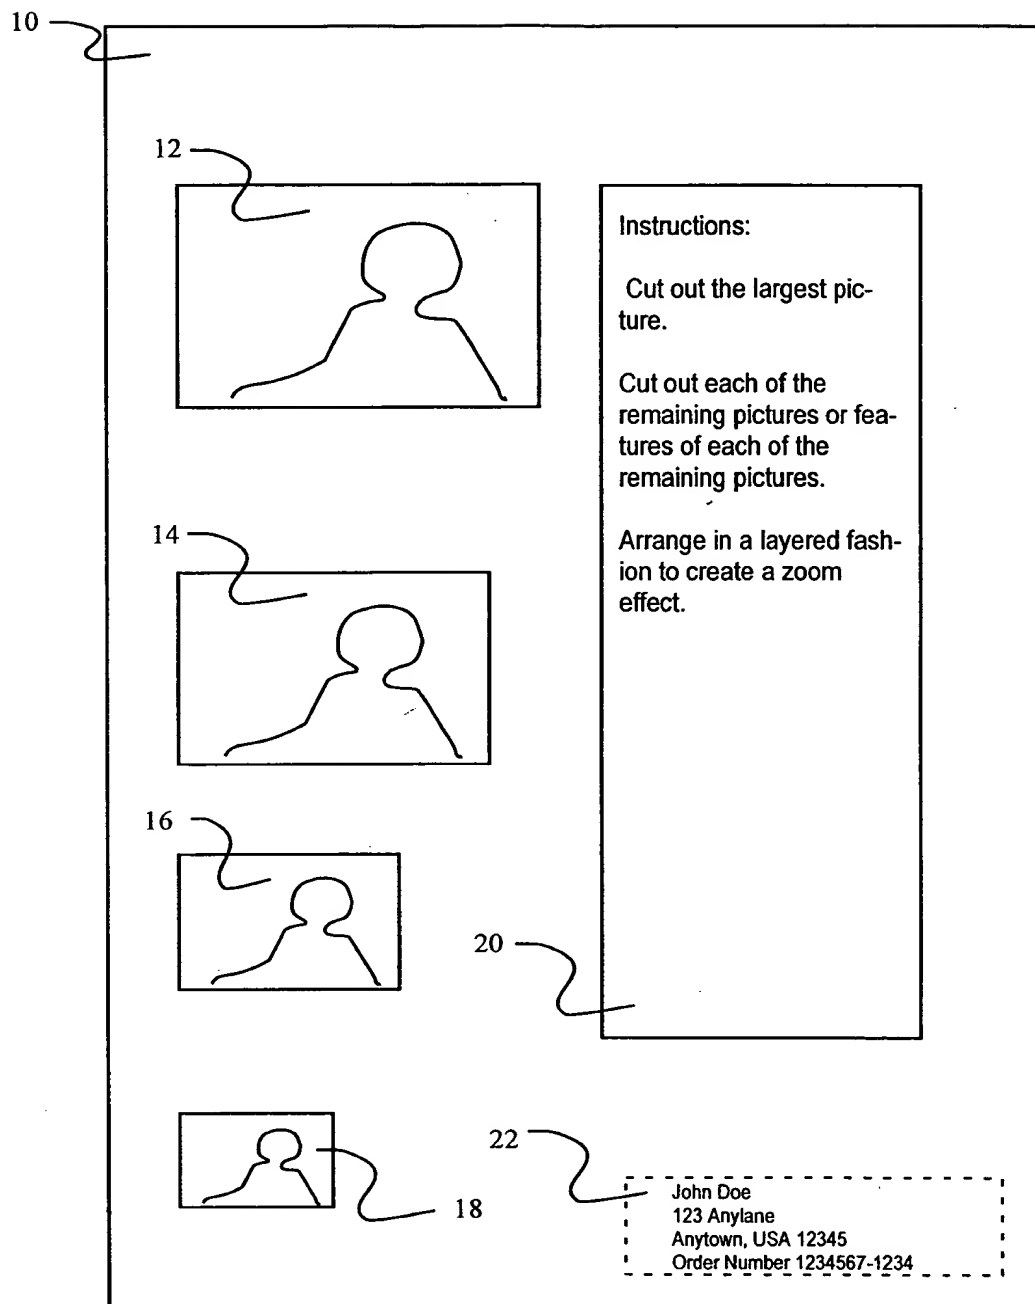 10
12
Instructions:
Cut out the largest pic-
ture.
Cut out each of the
remaining pictures or fea-
tures of each of the
remaining pictures.
14
Arrange in a layered fash-
ion to create a zoom
effect.
16
20
22
18
John Doe
123 Anylane
Anytown, USA 12345
Order Number 1234567-1234